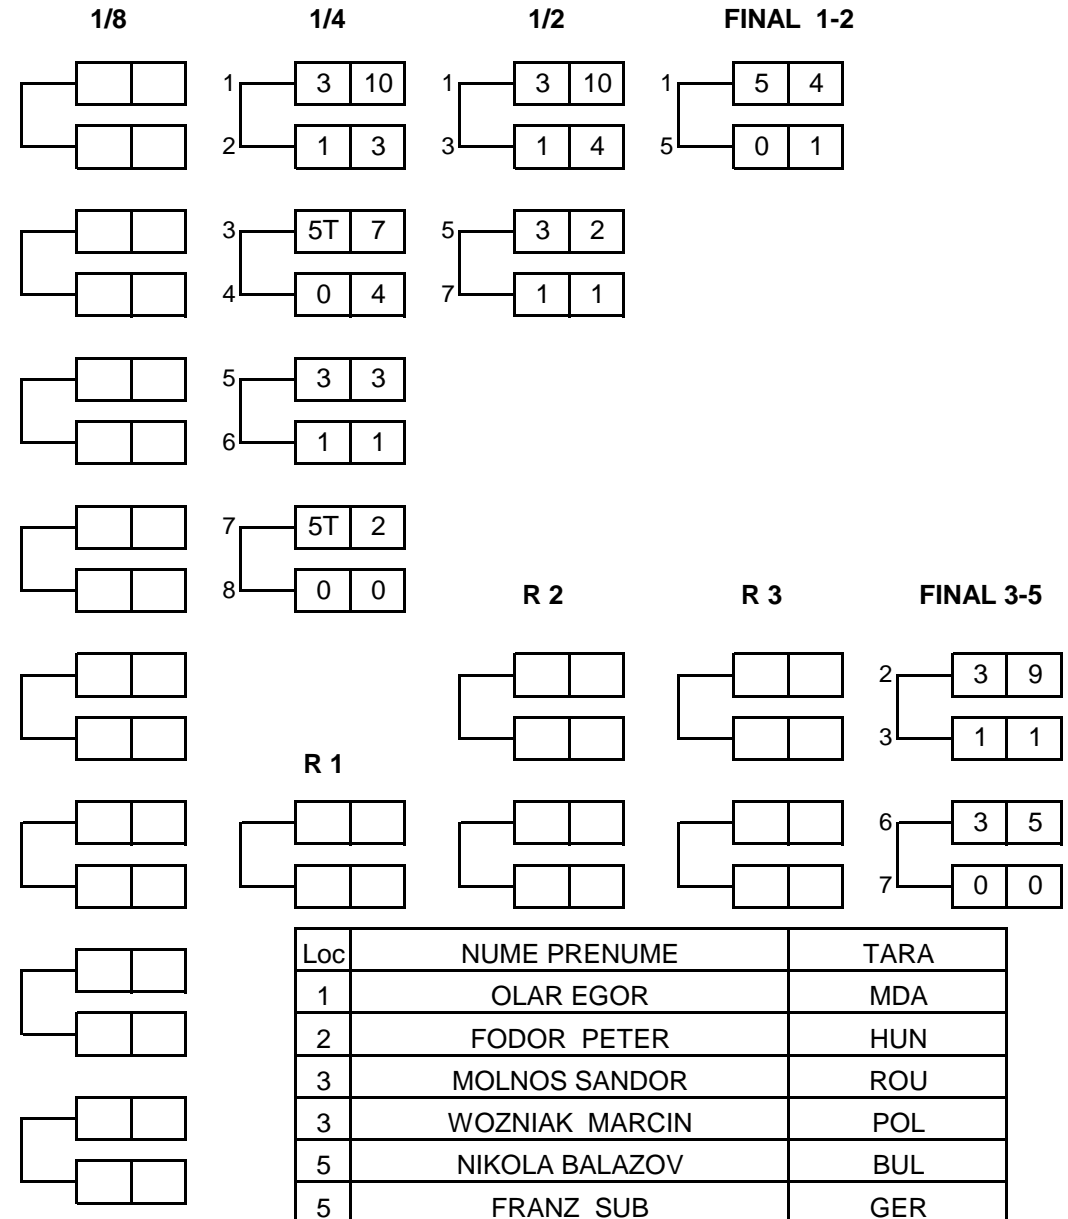 1/8 1/4 1/2 FINAL 1-2
1 3 10 1 3 10 1 5 4
2 1 3 3 1 4 5 0 1
3 5T 7 5 3 2
4 0 4 7 1 1
5 3 3
6 1 1
7 5T 2
8 0 0 R 2 R 3 FINAL 3-5
2 3 9
3 1 1
R 1
6 3 5
7 0 0
Loc NUME PRENUME TARA
1 OLAR EGOR MDA
2 FODOR PETER HUN
3 MOLNOS SANDOR ROU
3 WOZNIAK MARCIN POL
5 NIKOLA BALAZOV BUL
5 FRANZ SUB GER